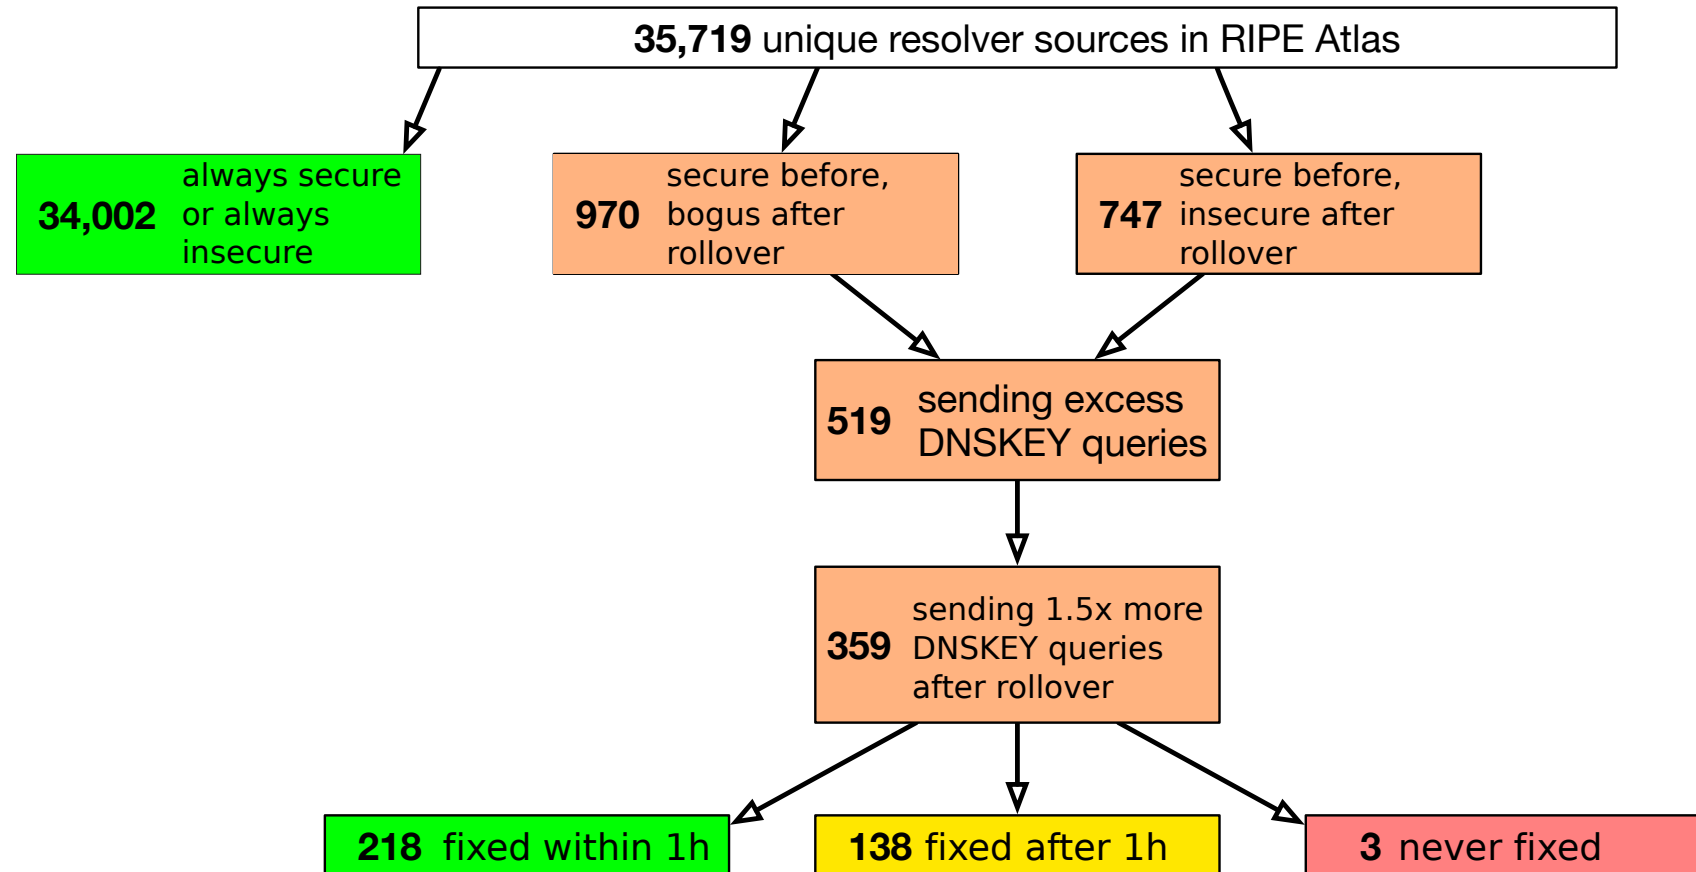 35,719 unique resolver sources in RIPE Atlas
34,002
always secure
or always
insecure
970
secure before,
bogus after
rollover
747
secure before,
insecure after
rollover
519
sending excess
DNSKEY queries
359
sending 1.5x more
DNSKEY queries
after rollover
218 fixed within 1h
138 fixed after 1h
3 never fixed